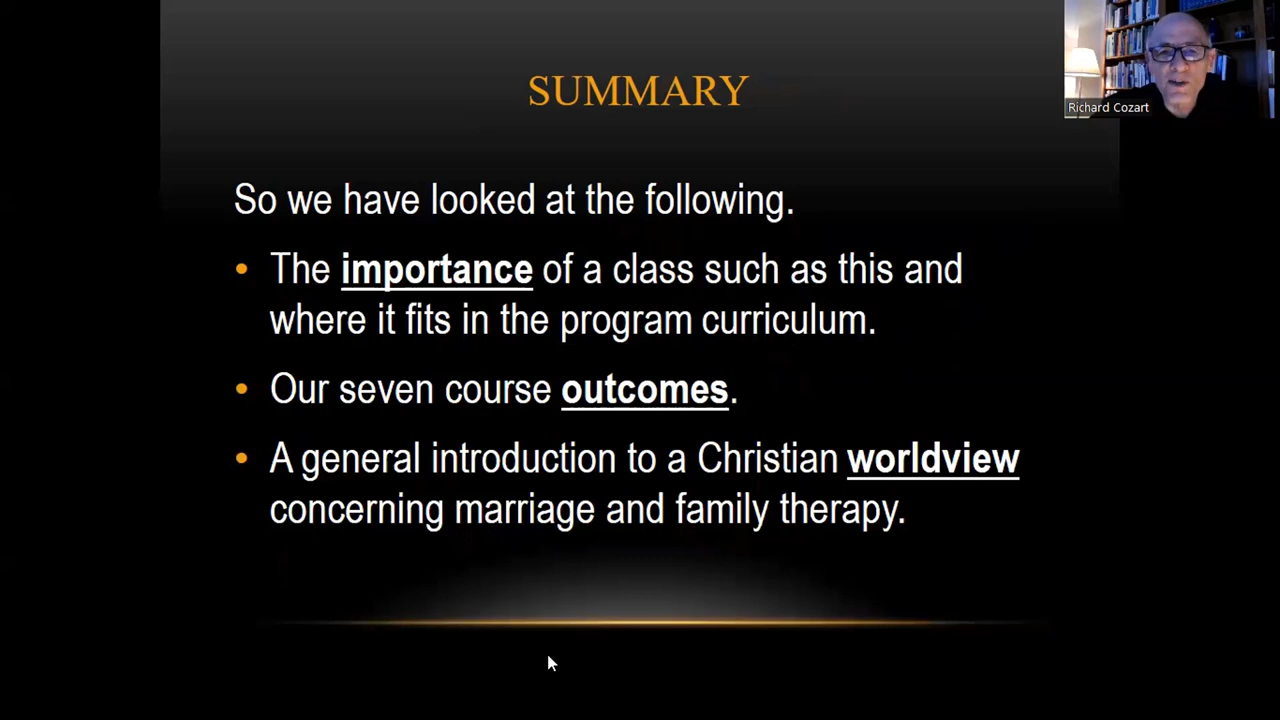 SUMMARY
Richard Cozart
So we have looked at the following.
• The importance of a class such as this and
where it fits in the program curriculum.
• Our seven course outcomes.
• A general introduction to a Christian worldview
concerning marriage and family therapy.